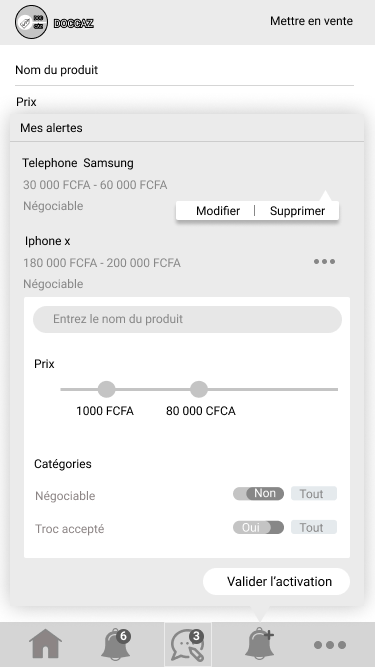 DOCCAZ
Mettre en vente
Nom du produit
Prix
Mes alertes
Telephone Samsung
30 000 FCFA - 60 000 FCFA
Négociable
Modifier | Supprimer
Iphone x
180 000 FCFA - 200 000 FCFA
Négociable
Entrez le nom du produit
Prix
1000 FCFA 80 000 CFCA
Catégories
Négociable Non Tout
Troc accepté Oui Tout
Valider l'activation
6 3